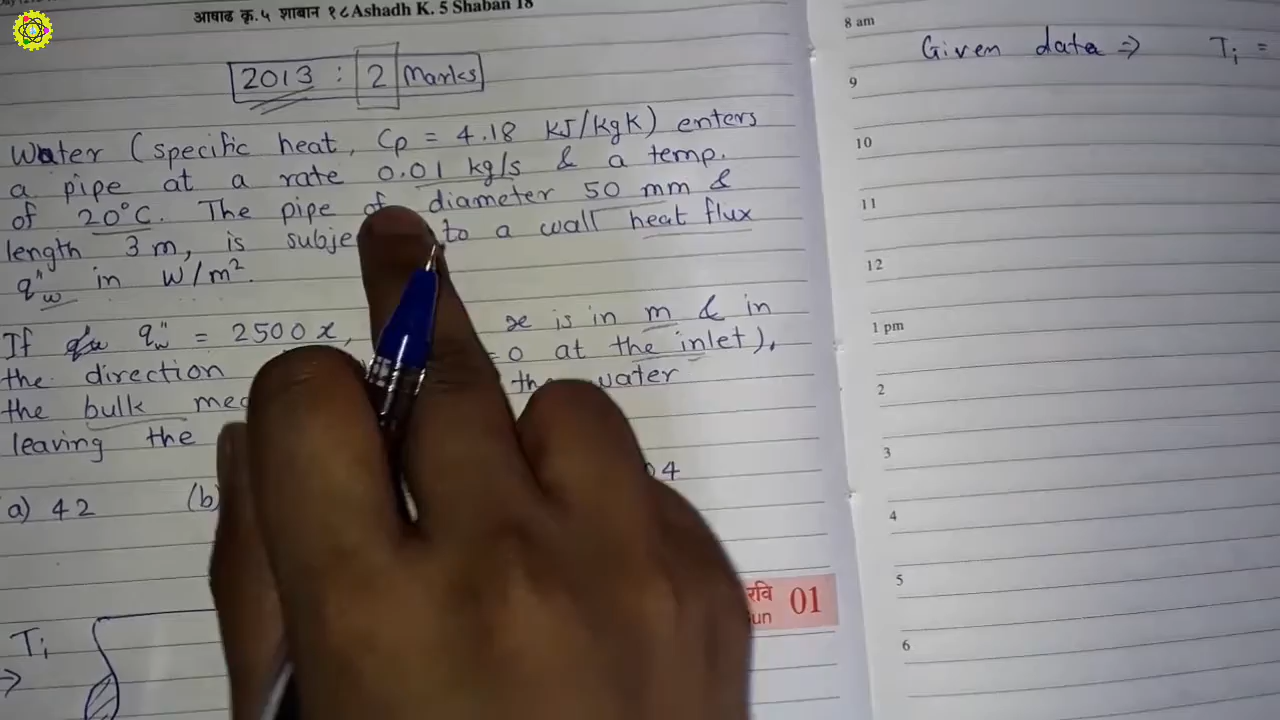 आषाढ कृ.५ शाबान १८ Ashadh K. 5 Shaban 18
2013 : 2 Marks
Water (specific heat, Cp = 4.18 kJ/kgK) enters
a pipe at a rate 0.01 kg/s & a temp.
of 20°C. The pipe of diameter 50 mm &
length 3m, is to a wall heat flux
q"w in W/m².
If q"w = 2500x, x is in m & in
the direction =0 at the inlet),
the bulk the water
leaving the
a) 42 (b) 04
Ti
⇒
रवि 01
Sun
8 am
Given data ⇒ Ti =
9
10
11
12
1 pm
2
3
4
5
6